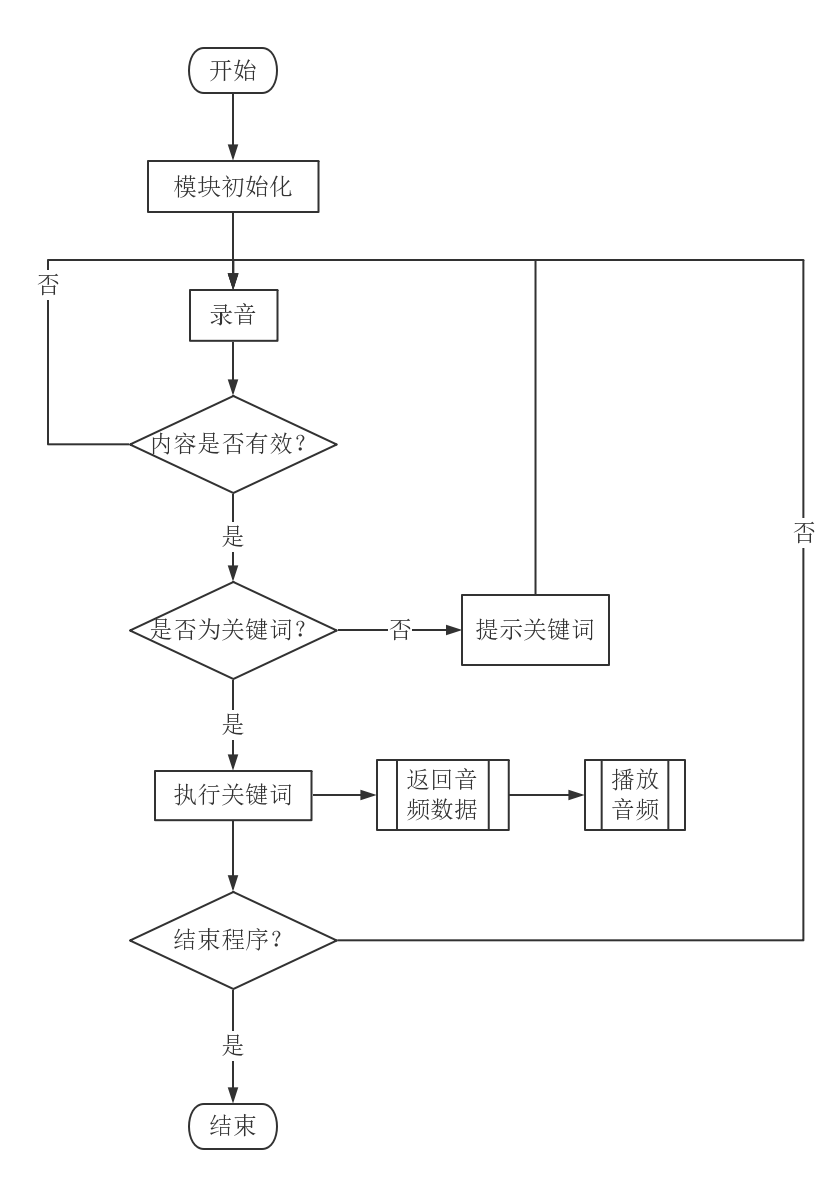 开始
模块初始化
否
录音
内容是否有效？
是
是否为关键词？
否
提示关键词
否
是
执行关键词
返回音
频数据
播放
音频
结束程序？
是
结束